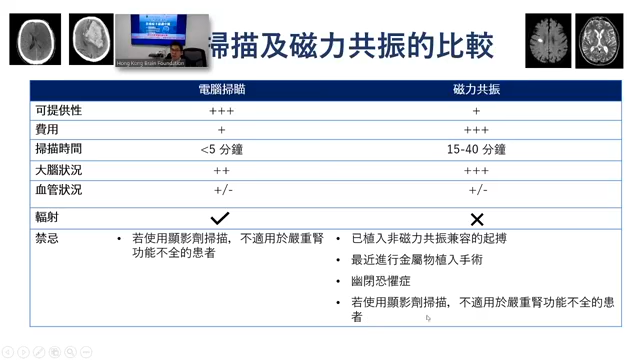 掃描及磁力共振的比較
Hong Kong Brain Foundation
電腦掃瞄 磁力共振
可提供性 +++ +
費用 + +++
掃描時間 <5 分鐘 15-40 分鐘
大腦狀況 ++ +++
血管狀況 +/- +/-
輻射 ✓ ✕
禁忌 • 若使用顯影劑掃描，不適用於嚴重腎 • 已植入非磁力共振兼容的起搏
功能不全的患者 • 最近進行金屬物植入手術
• 幽閉恐懼症
• 若使用顯影劑掃描，不適用於嚴重腎功能不全的患
者